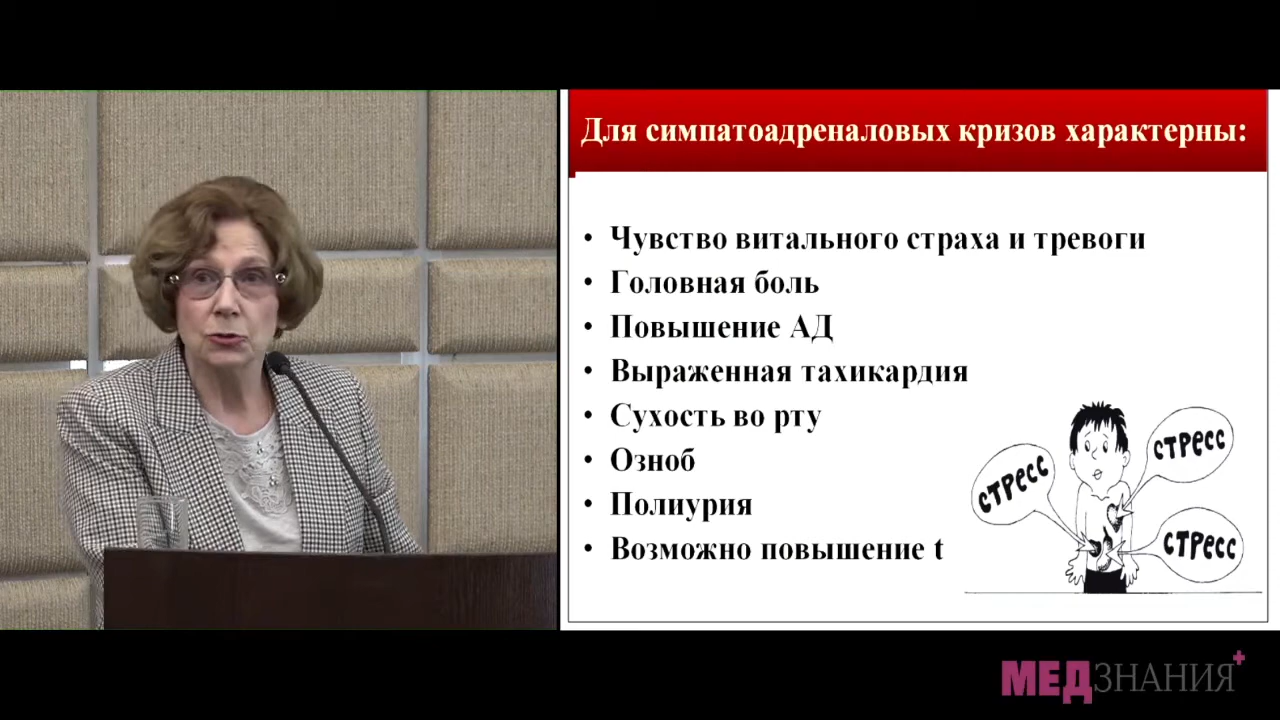 Для симпатоадреналовых кризов характерны:
• Чувство витального страха и тревоги
• Головная боль
• Повышение АД
• Выраженная тахикардия
• Сухость во рту
• Озноб
• Полиурия
• Возможно повышение t
стресс
стресс
стресс
МЕДЗНАНИЯ+